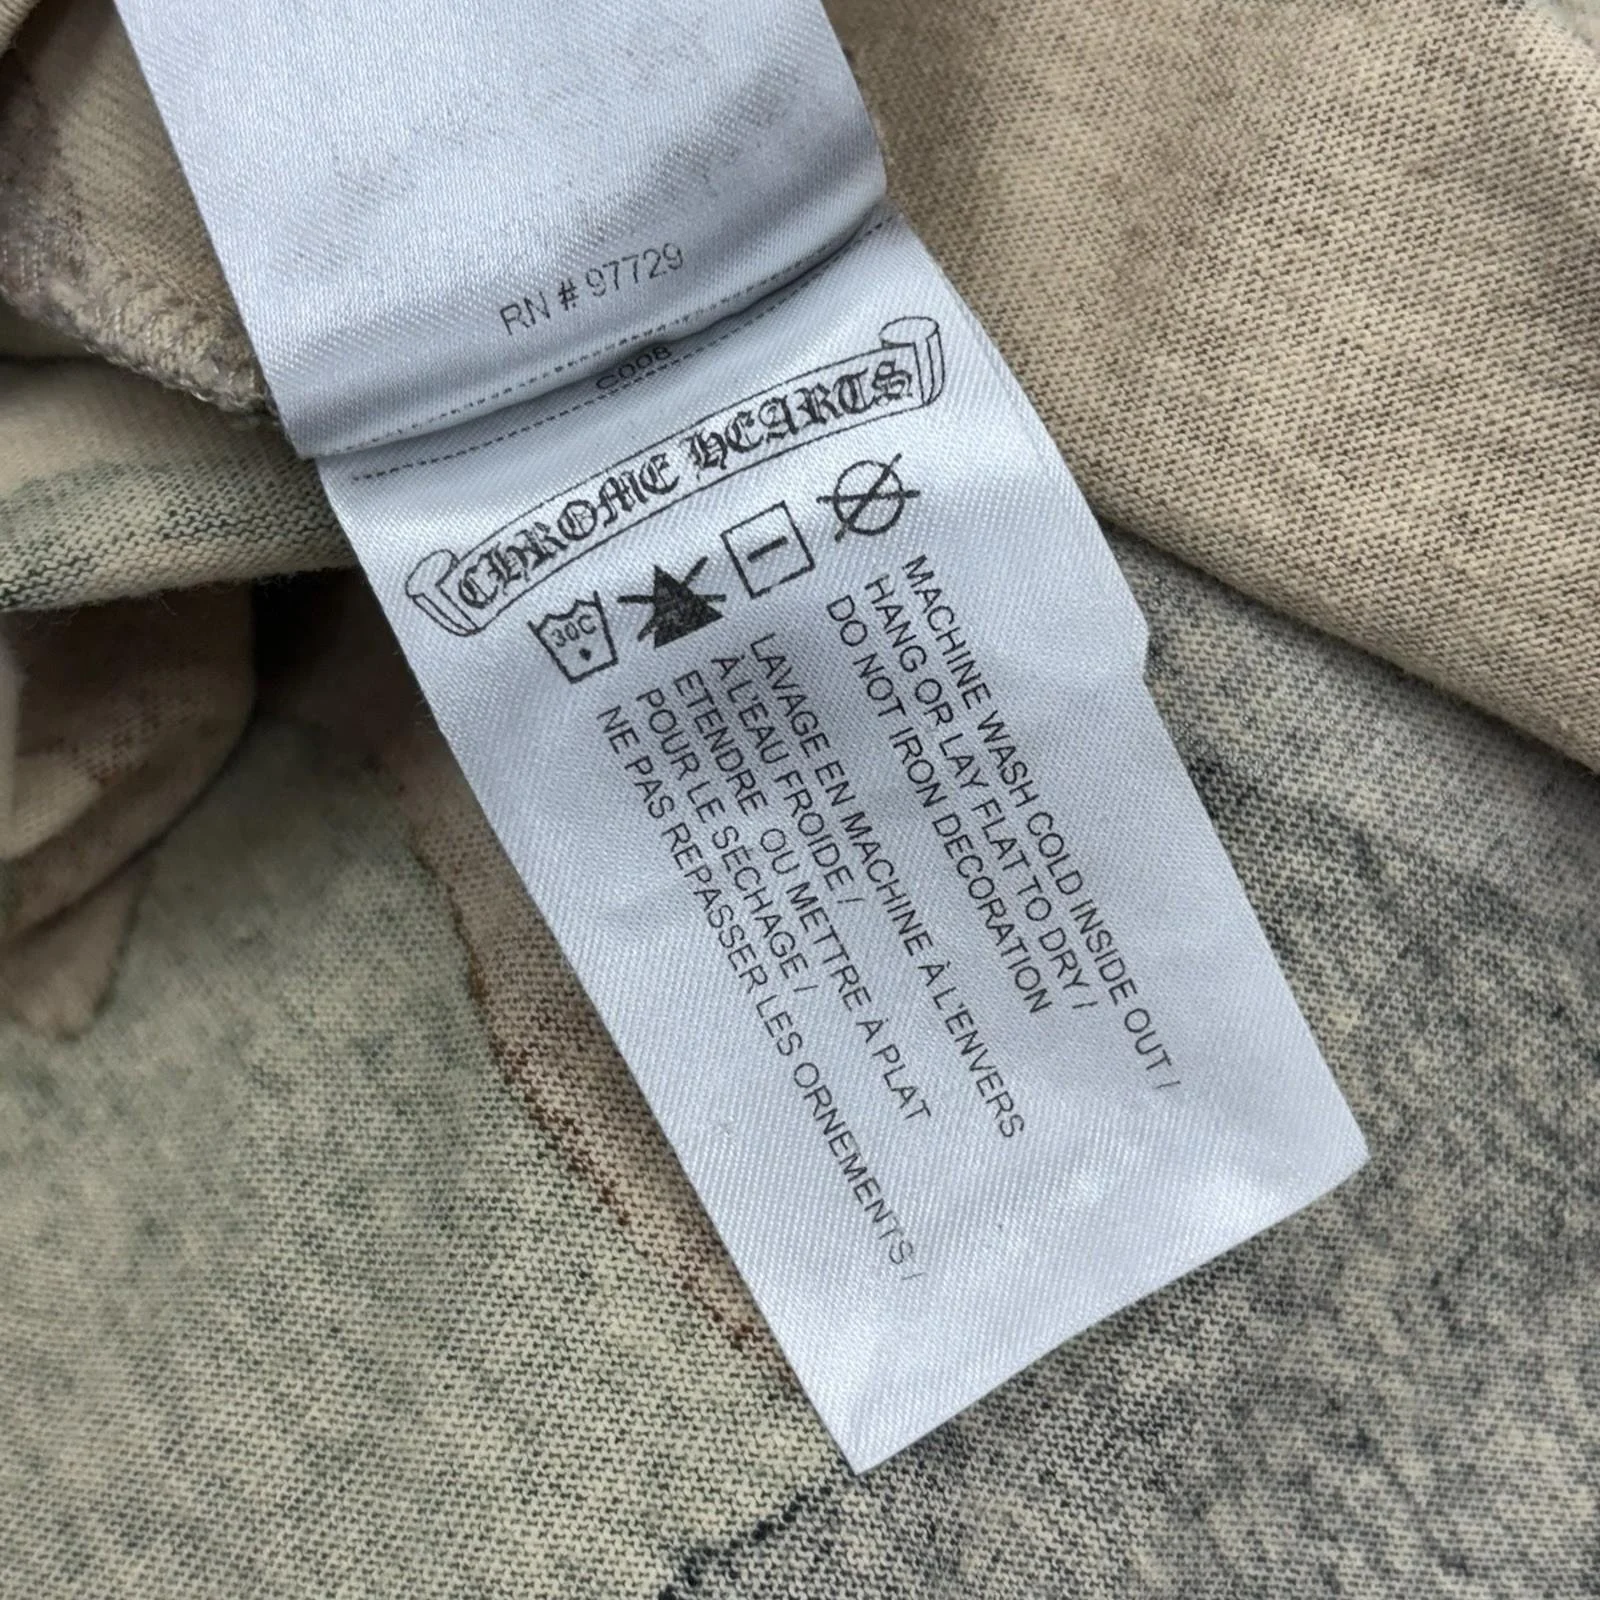 RN # 97729
C008
CHROME HEARTS
30C
MACHINE WASH COLD INSIDE OUT /
HANG OR LAY FLAT TO DRY /
DO NOT IRON DECORATION
LAVAGE EN MACHINE À L'ENVERS
À L'EAU FROIDE /
ETENDRE OU METTRE À PLAT
POUR LE SÉCHAGE /
NE PAS REPASSER LES ORNEMENTS /